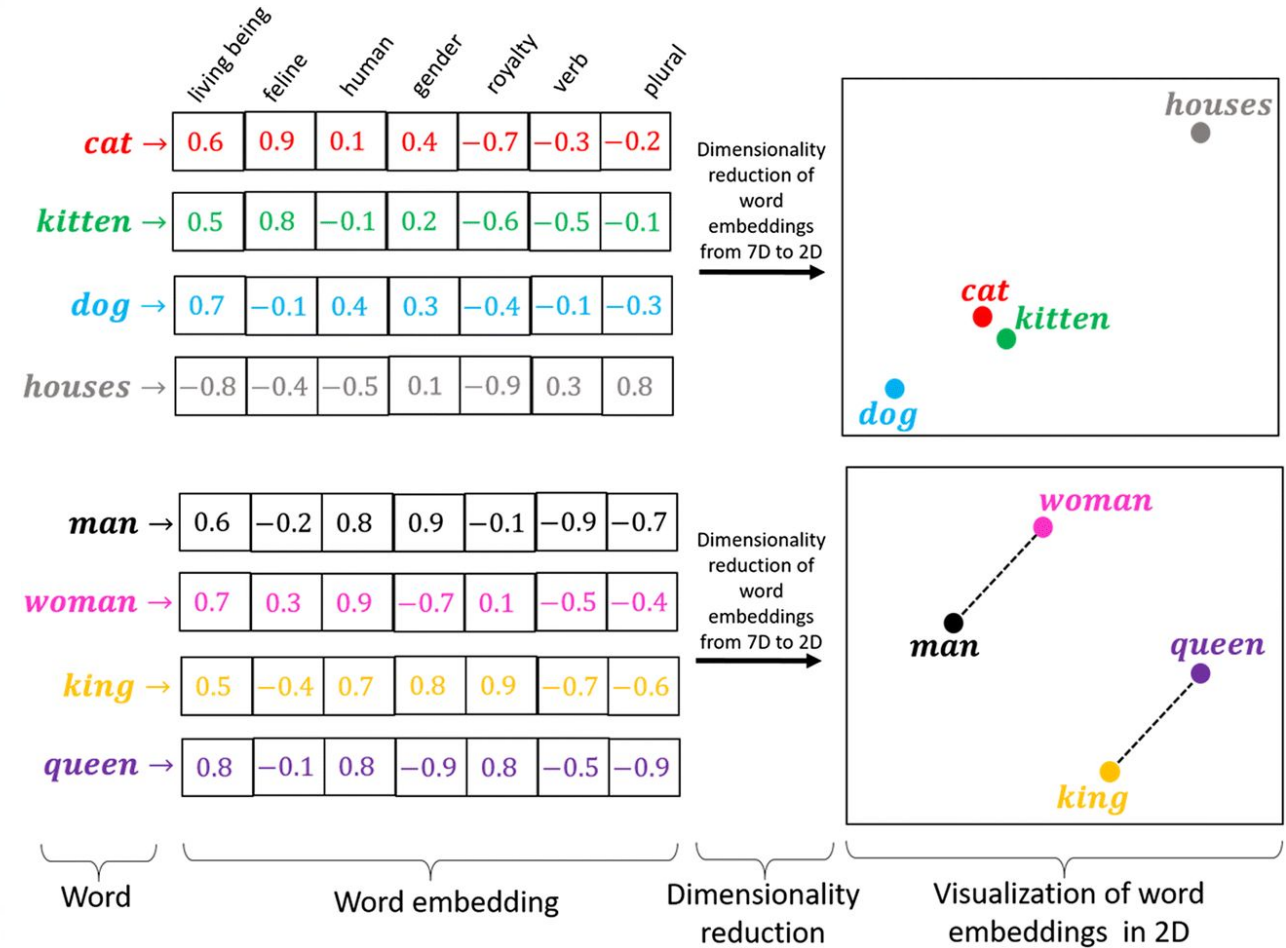 living being feline human gender royalty verb plural
cat → 0.6 0.9 0.1 0.4 −0.7 −0.3 −0.2
kitten → 0.5 0.8 −0.1 0.2 −0.6 −0.5 −0.1
dog → 0.7 −0.1 0.4 0.3 −0.4 −0.1 −0.3
houses → −0.8 −0.4 −0.5 0.1 −0.9 0.3 0.8
Dimensionality
reduction of
word
embeddings
from 7D to 2D
houses
cat
kitten
dog
man → 0.6 −0.2 0.8 0.9 −0.1 −0.9 −0.7
woman → 0.7 0.3 0.9 −0.7 0.1 −0.5 −0.4
king → 0.5 −0.4 0.7 0.8 0.9 −0.7 −0.6
queen → 0.8 −0.1 0.8 −0.9 0.8 −0.5 −0.9
Dimensionality
reduction of
word
embeddings
from 7D to 2D
woman
man
queen
king
Word
Word embedding
Dimensionality
reduction
Visualization of word
embeddings in 2D